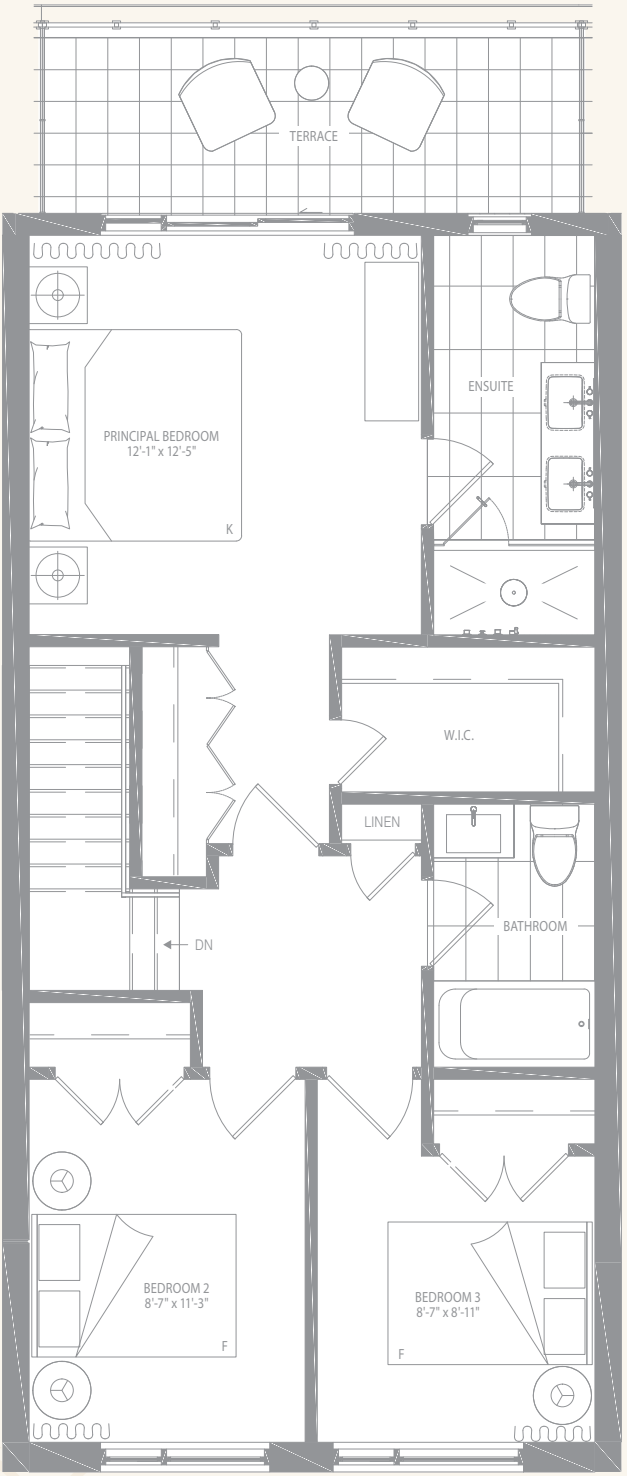 TERRACE
ENSUITE
PRINCIPAL BEDROOM
12'-1" x 12'-5"
K
W.I.C.
LINEN
BATHROOM
DN
BEDROOM 2
8'-7" x 11'-3"
F
BEDROOM 3
8'-7" x 8'-11"
F